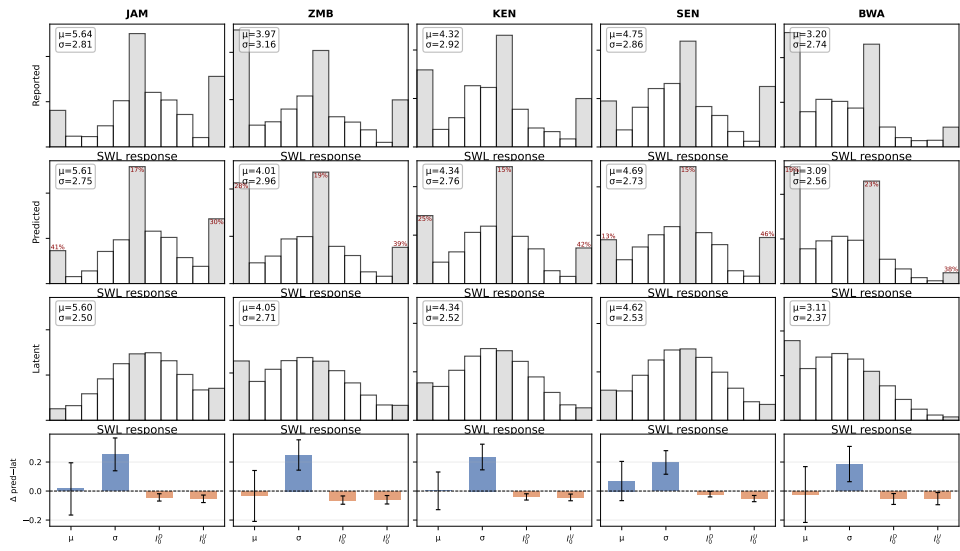 JAM ZMB KEN SEN BWA
Reported
μ=5.64
σ=2.81
μ=3.97
σ=3.16
μ=4.32
σ=2.92
μ=4.75
σ=2.86
μ=3.20
σ=2.74
SWL response SWL response SWL response SWL response SWL response
Predicted
μ=5.61
σ=2.75
41% 17% 30%
μ=4.01
σ=2.96
28% 19% 39%
μ=4.34
σ=2.76
25% 15% 42%
μ=4.69
σ=2.73
13% 15% 46%
μ=3.09
σ=2.56
23% 38%
SWL response SWL response SWL response SWL response SWL response
Latent
μ=5.60
σ=2.50
μ=4.05
σ=2.71
μ=4.34
σ=2.52
μ=4.62
σ=2.53
μ=3.11
σ=2.37
SWL response SWL response SWL response SWL response SWL response
Δ pred−lat
0.2
0.0
−0.2
μ σ μ σ μ σ μ σ μ σ